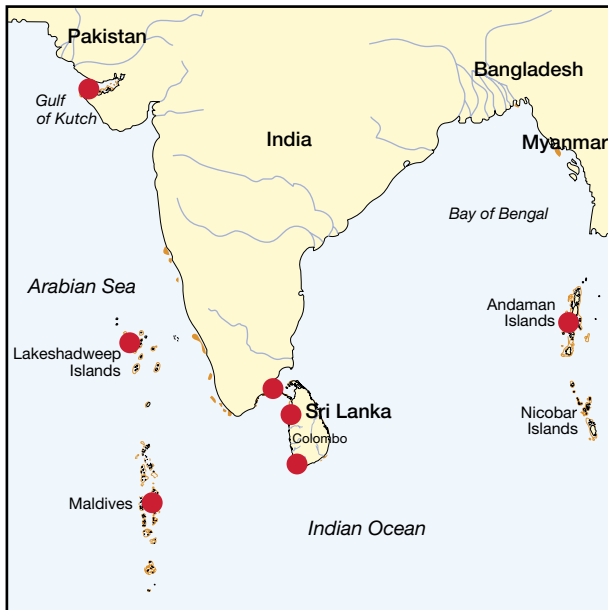 Pakistan
Bangladesh
Gulf
of Kutch
India
Myanmar
Bay of Bengal
Arabian Sea
Andaman
Islands
Lakeshadweep
Islands
Sri Lanka
Nicobar
Islands
Colombo
Maldives
Indian Ocean